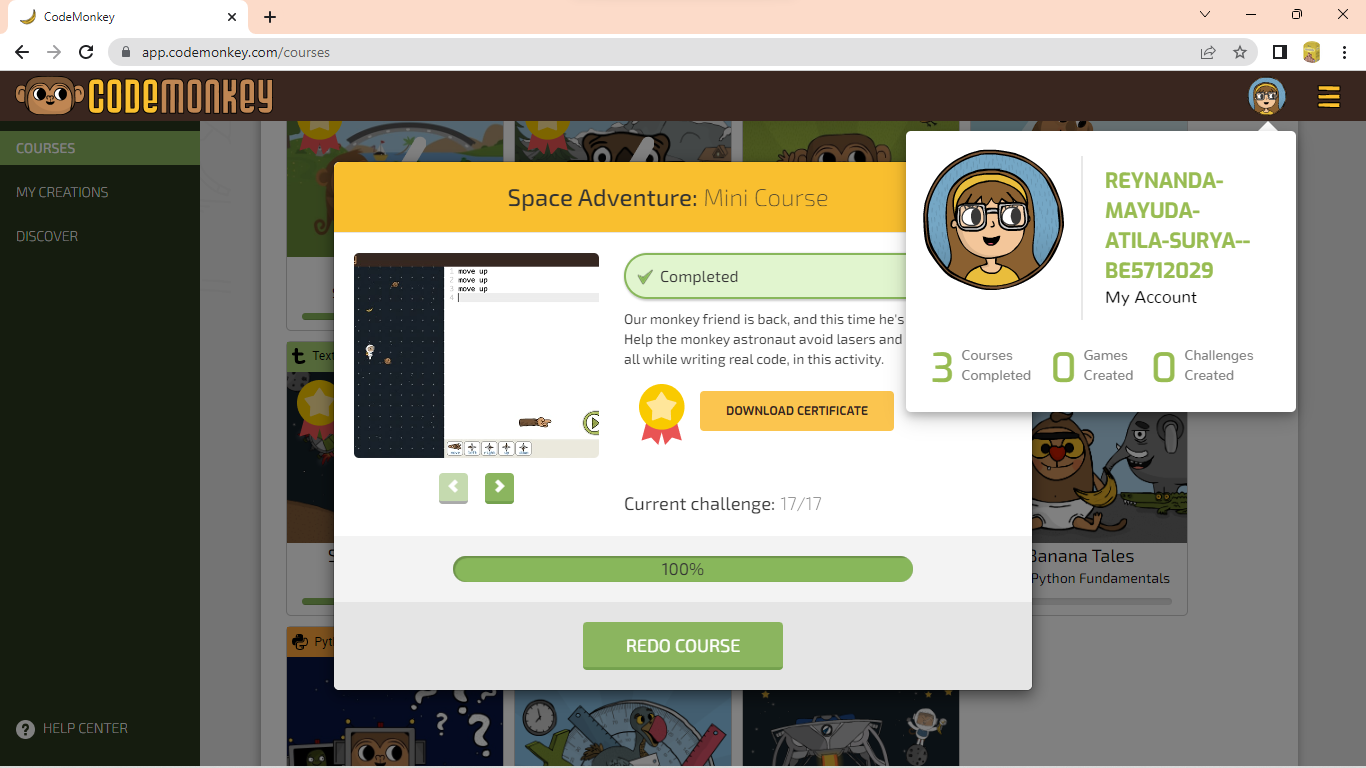 CodeMonkey
app.codemonkey.com/courses
CODEMONKEY
COURSES
MY CREATIONS
DISCOVER
HELP CENTER
Space Adventure: Mini Course
1 move up
2 move up
3 move up
4
Completed
Our monkey friend is back, and this time he's
Help the monkey astronaut avoid lasers and
all while writing real code, in this activity.
DOWNLOAD CERTIFICATE
Current challenge: 17/17
100%
REDO COURSE
REYNANDA-
MAYUDA-
ATILA-SURYA--
BE5712029
My Account
3 Courses
Completed
0 Games
Created
0 Challenges
Created
Banana Tales
Python Fundamentals